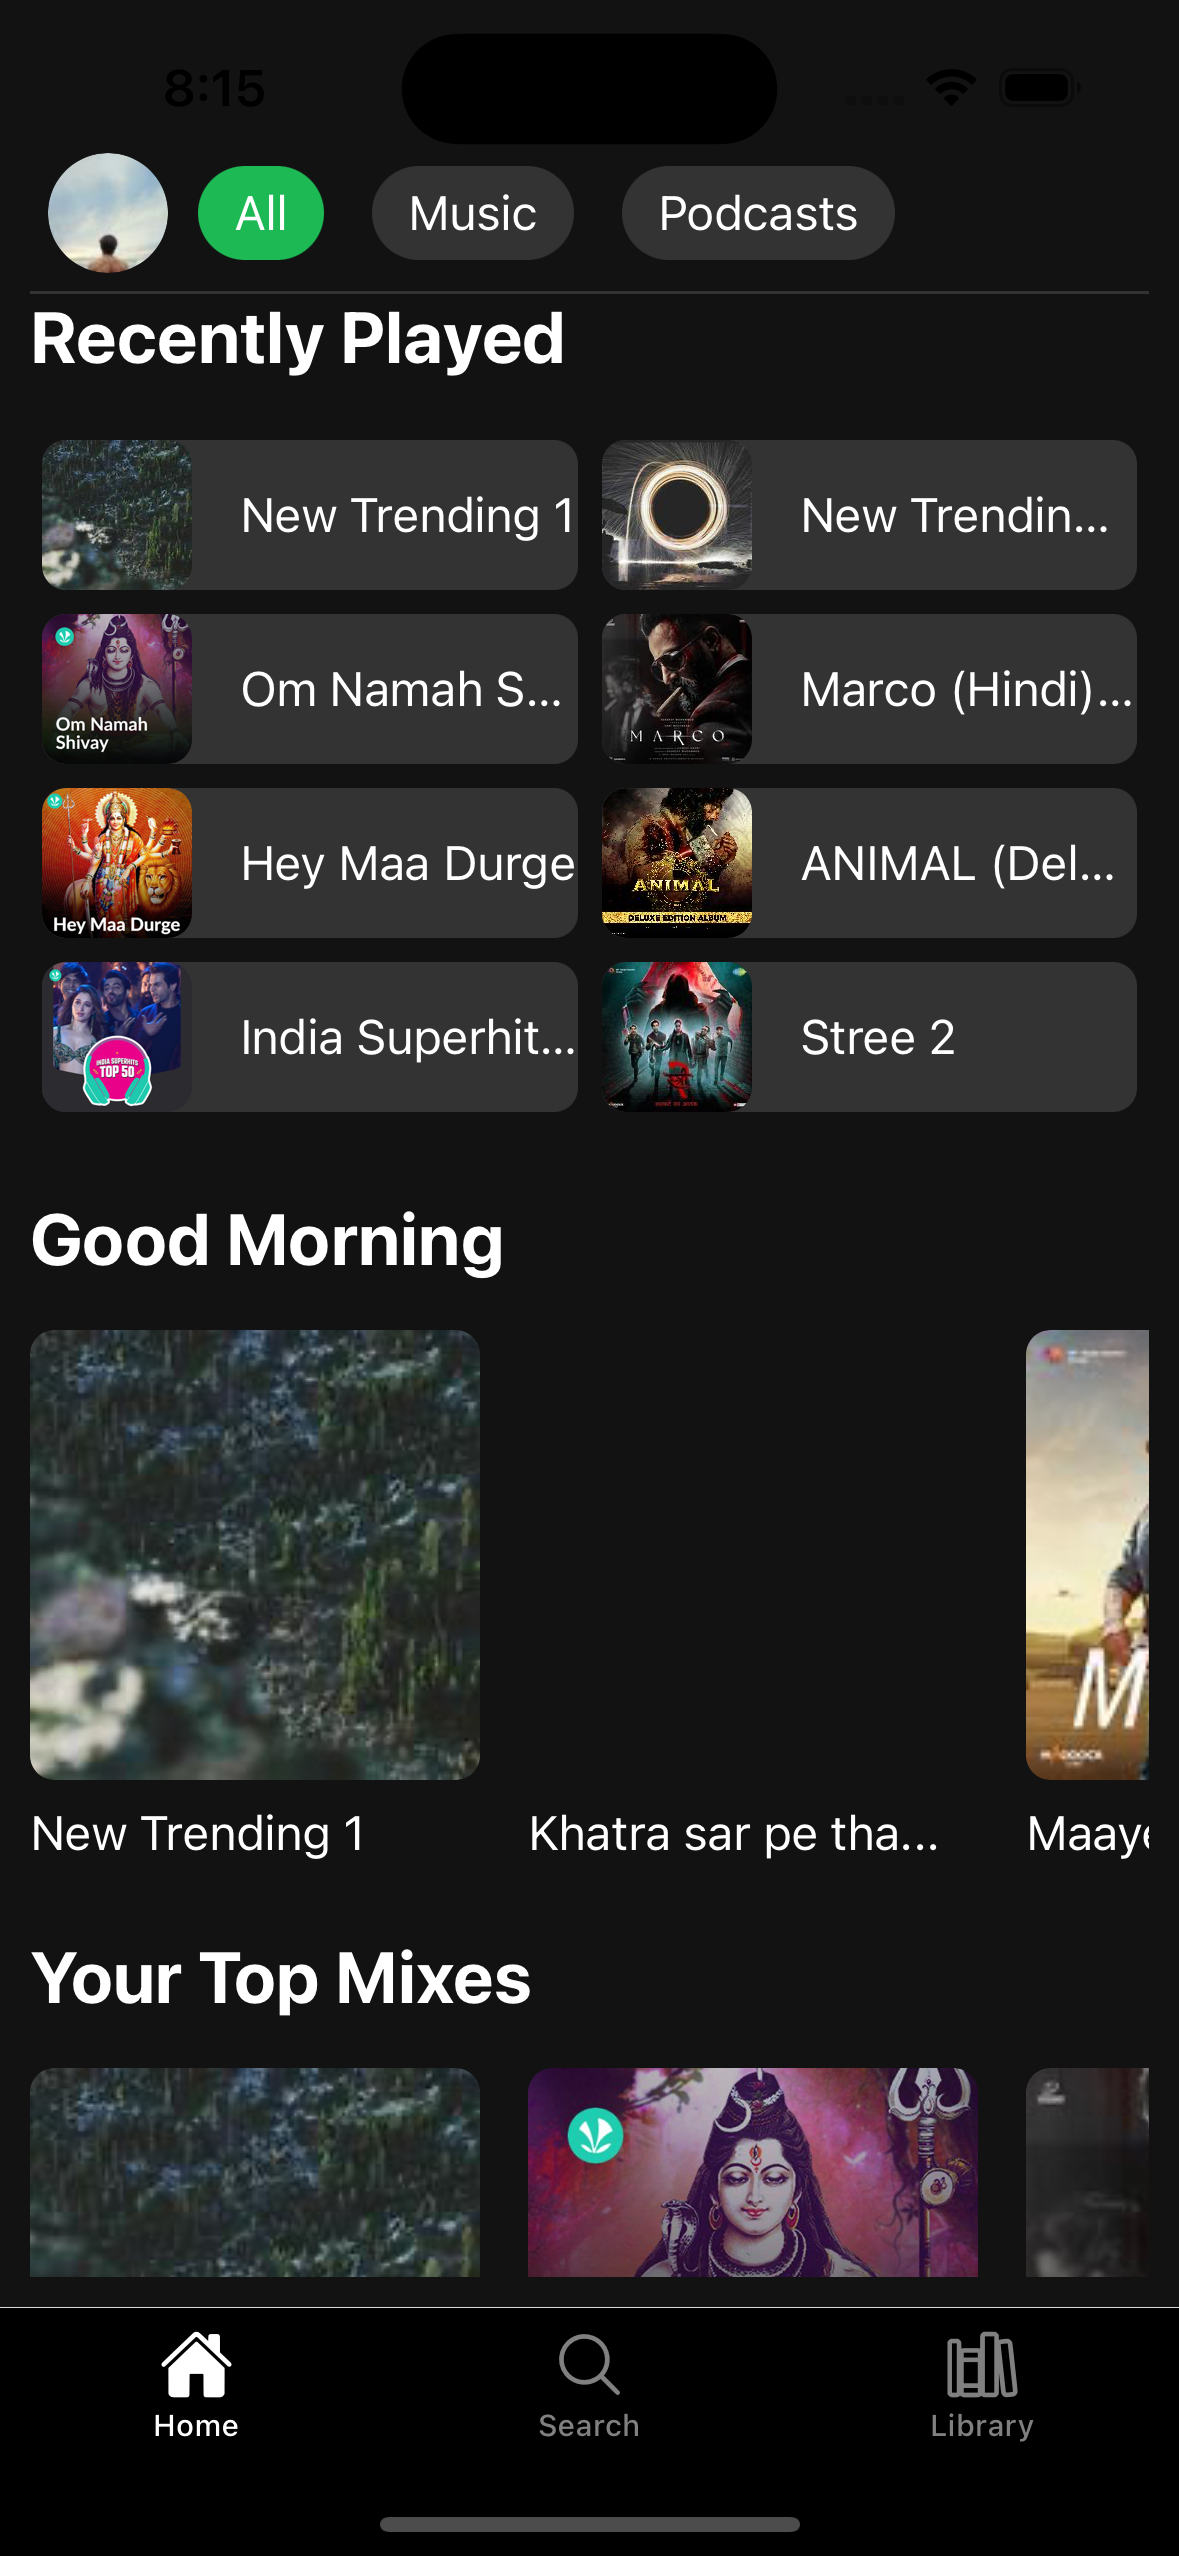 8:15
All
Music
Podcasts
Recently Played
New Trending 1
New Trendin...
Om Namah
Shivay
Om Namah S...
MARCO
Marco (Hindi)...
Hey Maa Durge
Hey Maa Durge
ANIMAL
DELUXE EDITION ALBUM
ANIMAL (Del...
INDIA SUPERHITS
TOP 50
India Superhit...
Stree 2
Good Morning
M
New Trending 1
Khatra sar pe tha...
Maaye
Your Top Mixes
Home
Search
Library